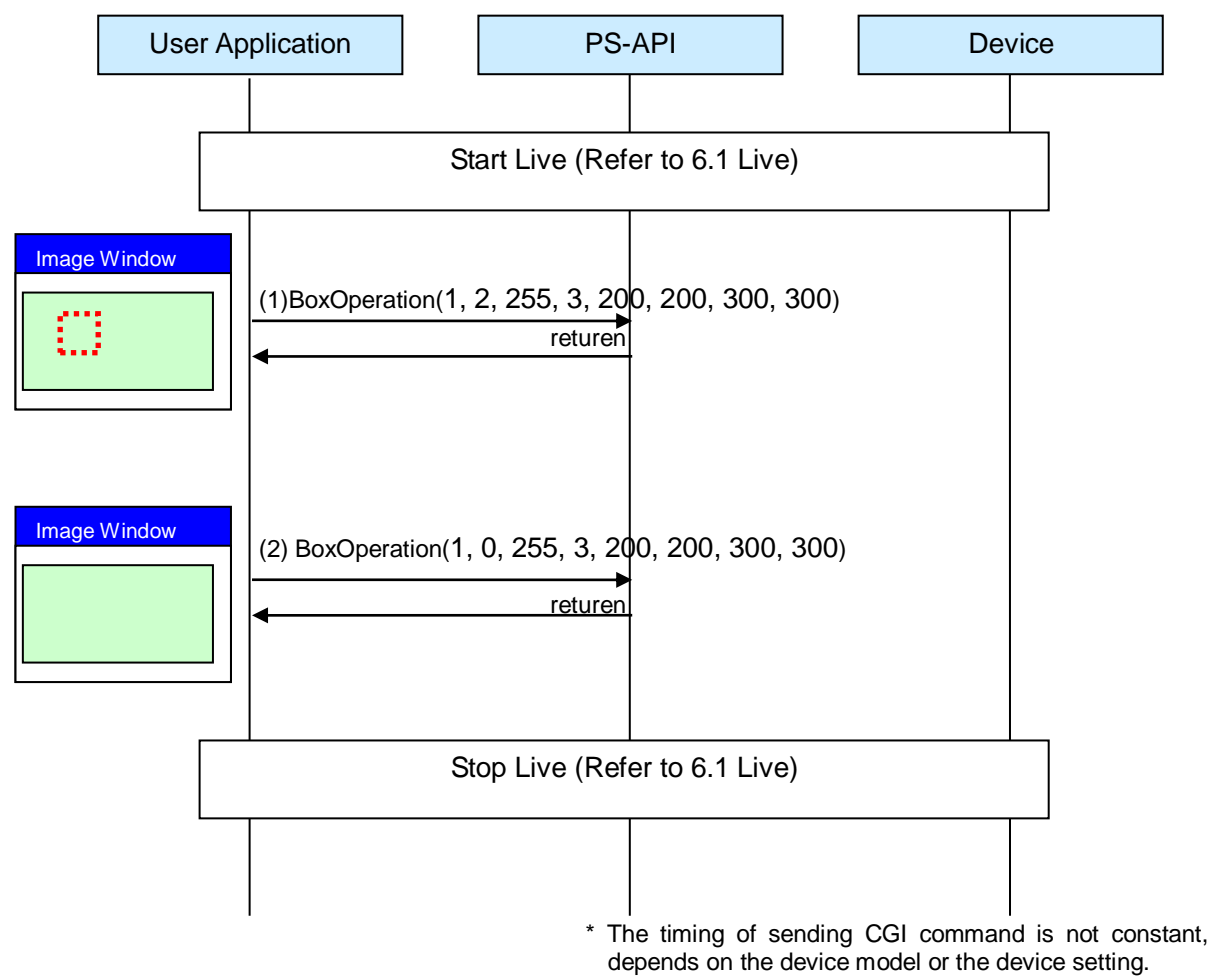 User Application
PS-API
Device
Start Live (Refer to 6.1 Live)
Image Window
(1)BoxOperation(1, 2, 255, 3, 200, 200, 300, 300)
returen
Image Window
(2) BoxOperation(1, 0, 255, 3, 200, 200, 300, 300)
returen
Stop Live (Refer to 6.1 Live)
* The timing of sending CGI command is not constant,
depends on the device model or the device setting.